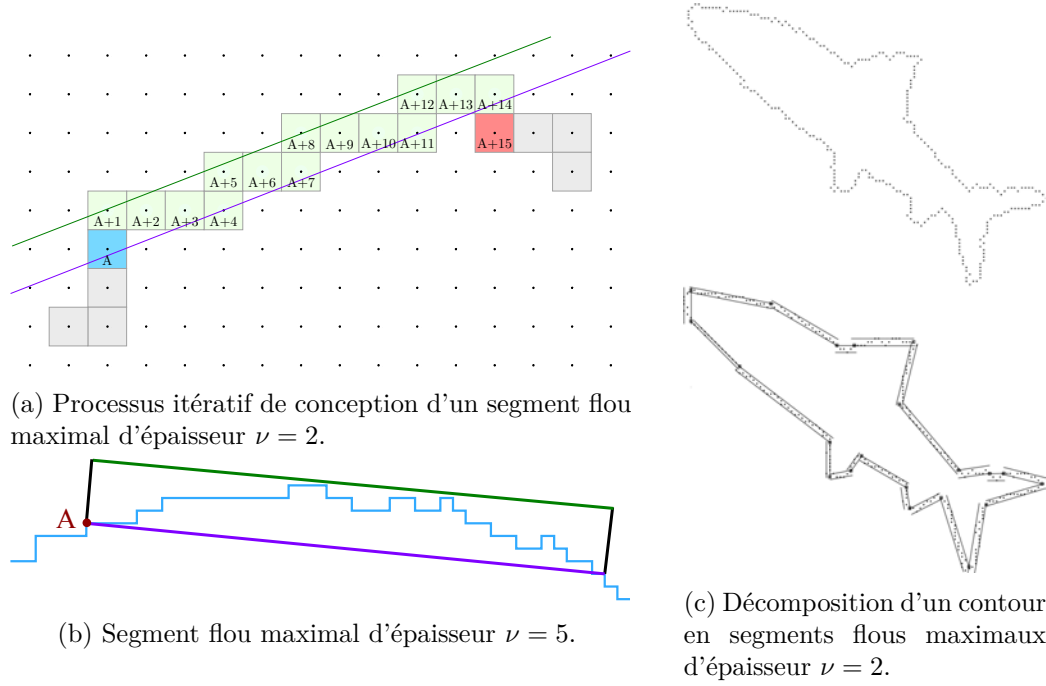 A+12
A+13
A+14
A+8
A+9
A+10
A+11
A+15
A+5
A+6
A+7
A+1
A+2
A+3
A+4
A
(a) Processus itératif de conception d'un segment flou
maximal d'épaisseur ν = 2.
A
(b) Segment flou maximal d'épaisseur ν = 5.
(c) Décomposition d'un contour
en segments flous maximaux
d'épaisseur ν = 2.